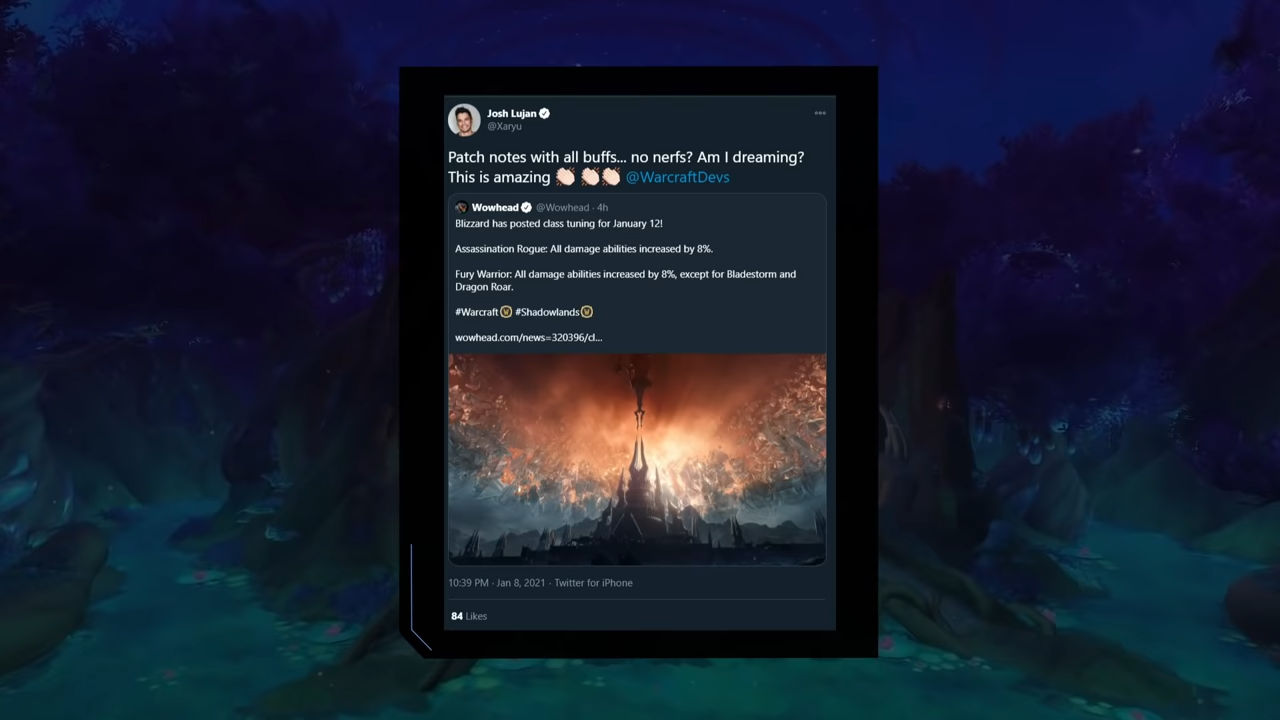 Josh Lujan
@Xaryu
Patch notes with all buffs... no nerfs? Am I dreaming?
This is amazing 👏🏻 👏🏻👏🏻 @WarcraftDevs
Wowhead @Wowhead · 4h
Blizzard has posted class tuning for January 12!
Assassination Rogue: All damage abilities increased by 8%.
Fury Warrior: All damage abilities increased by 8%, except for Bladestorm and
Dragon Roar.
#Warcraft #Shadowlands
wowhead.com/news=320396/cl...
10:39 PM · Jan 8, 2021 · Twitter for iPhone
84 Likes